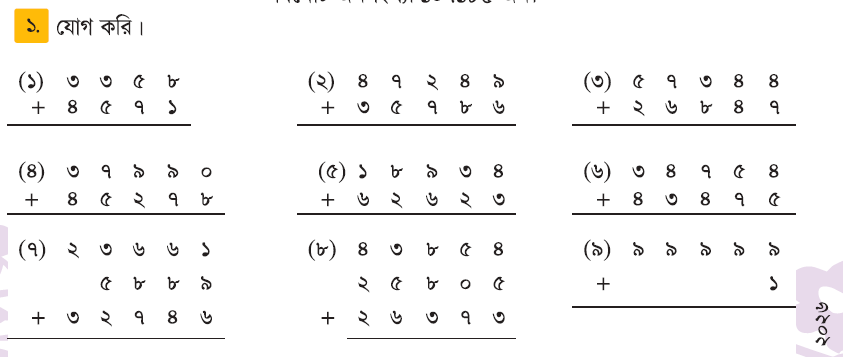 ১. যোগ করি।
(১) ৩ ৩ ৫ ৮ (২) ৪ ৭ ২ ৪ ৯ (৩) ৫ ৭ ৩ ৪ ৪
+ ৪ ৫ ৭ ১ + ৩ ৫ ৭ ৮ ৬ + ২ ৬ ৮ ৪ ৭
(৪) ৩ ৭ ৯ ৯ ০ (৫) ১ ৮ ৯ ৩ ৪ (৬) ৩ ৪ ৭ ৫ ৪
+ ৪ ৫ ২ ৭ ৮ + ৬ ২ ৬ ২ ৩ + ৪ ৩ ৪ ৭ ৫
(৭) ২ ৩ ৬ ৬ ১ (৮) ৪ ৩ ৮ ৫ ৪ (৯) ৯ ৯ ৯ ৯ ৯
৫ ৮ ৮ ৯ ২ ৫ ৮ ০ ৫ + ১
+ ৩ ২ ৭ ৪ ৬ + ২ ৬ ৩ ৭ ৩
২০২৬